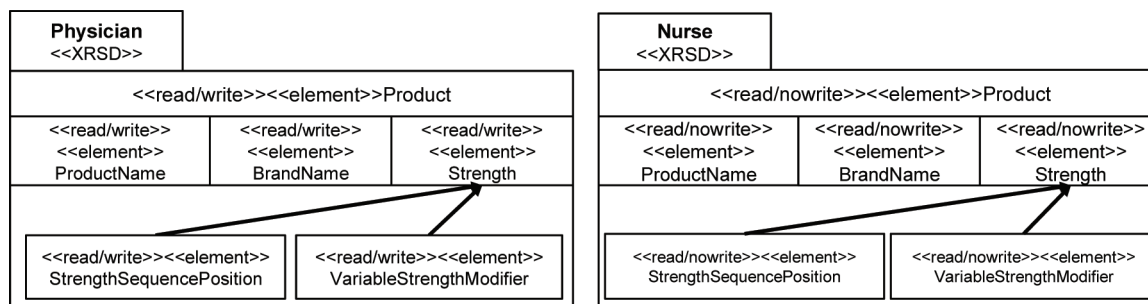 Physician
<<XRSD>>
<<read/write>><<element>>Product
<<read/write>>
<<element>>
ProductName
<<read/write>>
<<element>>
BrandName
<<read/write>>
<<element>>
Strength
<<read/write>><<element>>
StrengthSequencePosition
<<read/write>><<element>>
VariableStrengthModifier
Nurse
<<XRSD>>
<<read/nowrite>><<element>>Product
<<read/nowrite>>
<<element>>
ProductName
<<read/nowrite>>
<<element>>
BrandName
<<read/nowrite>>
<<element>>
Strength
<<read/nowrite>><<element>>
StrengthSequencePosition
<<read/nowrite>><<element>>
VariableStrengthModifier